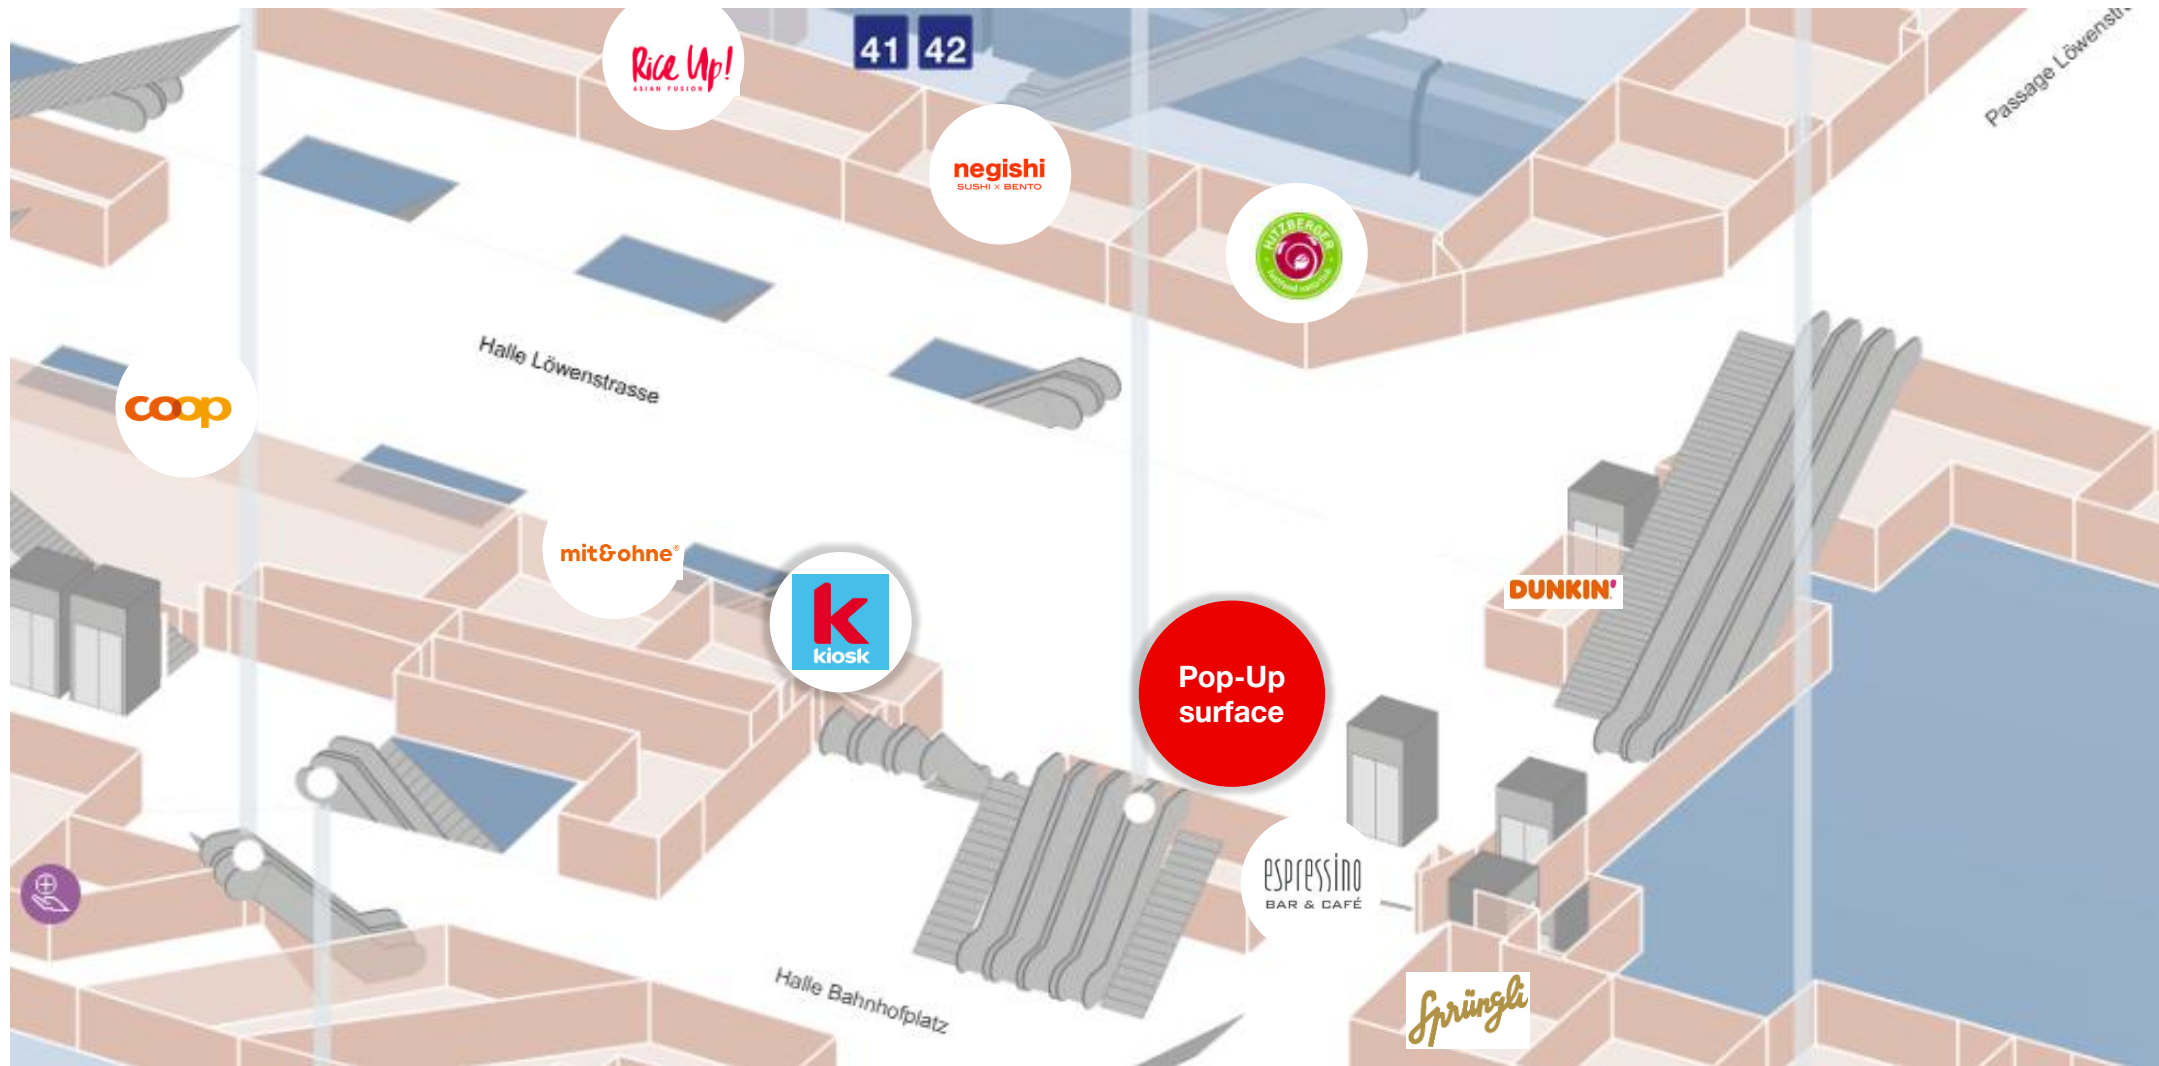 Rice Up!
ASIAN FUSION
41 42
Passage Löwenstr
negishi
SUSHI × BENTO
HITZBERGER
Halle Löwenstrasse
coop
mit&ohne®
k
kiosk
DUNKIN'
Pop-Up
surface
espressino
BAR & CAFÉ
Halle Bahnhofplatz
Sprüngli